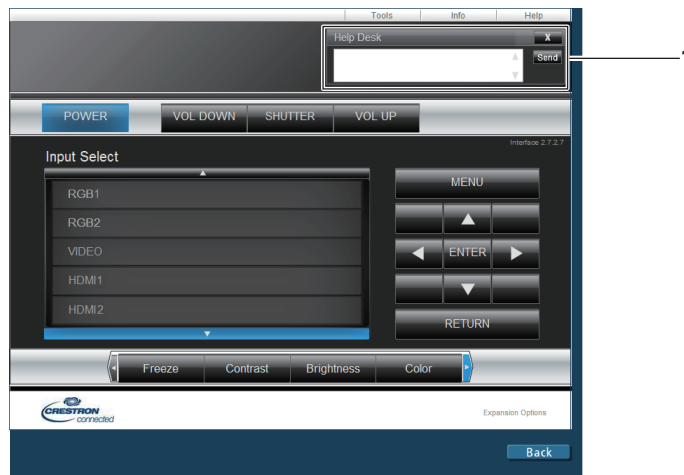 Tools Info Help
Help Desk X
Send
POWER VOL DOWN SHUTTER VOL UP
Interface 2.7.2.7
Input Select
MENU
RGB1
RGB2
VIDEO
ENTER
HDMI1
HDMI2
RETURN
Freeze Contrast Brightness Color
CRESTRON
connected
Expansion Options
Back